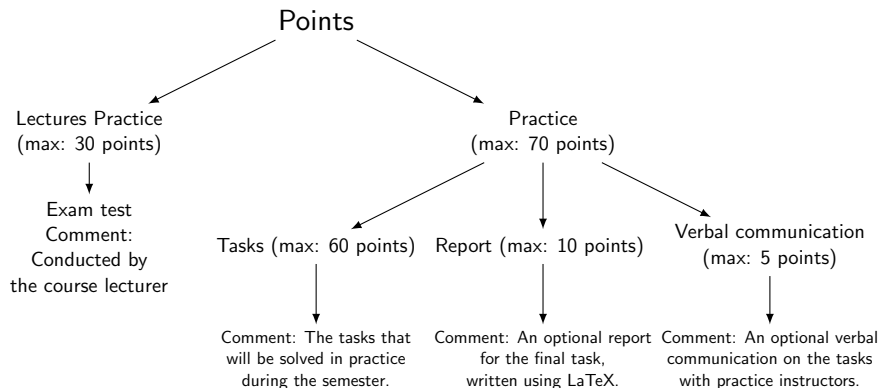 Points
Lectures Practice
(max: 30 points)
Practice
(max: 70 points)
Exam test
Comment:
Conducted by
the course lecturer
Tasks (max: 60 points)
Report (max: 10 points)
Verbal communication
(max: 5 points)
Comment: The tasks that
will be solved in practice
during the semester.
Comment: An optional report
for the final task,
written using LaTeX.
Comment: An optional verbal
communication on the tasks
with practice instructors.